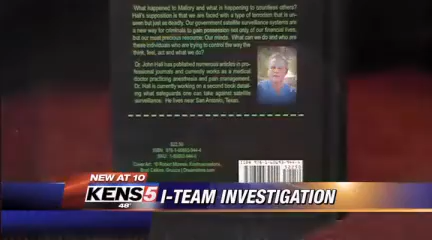 What happened to Mallory and what is happening to countless others?
Hall's supposition is that we are faced with a type of terrorism that is un-
seen but just as deadly. Our government satellite surveillance systems are
a new way for criminals to gain possession not only of our financial lives,
but our most precious resource: Our minds. What can we do and who are
these individuals who are trying to control the way we
think, feel, act and what we do?
Dr. John Hall has published numerous articles in pro-
fessional journals and currently works as a medical
doctor practicing anesthesia and pain management.
Dr. Hall is currently working on a second book detail-
ing what safeguards one can take against satellite
surveillance. He lives near San Antonio, Texas.
NEW AT 10
KENS 5
48°
I-TEAM INVESTIGATION